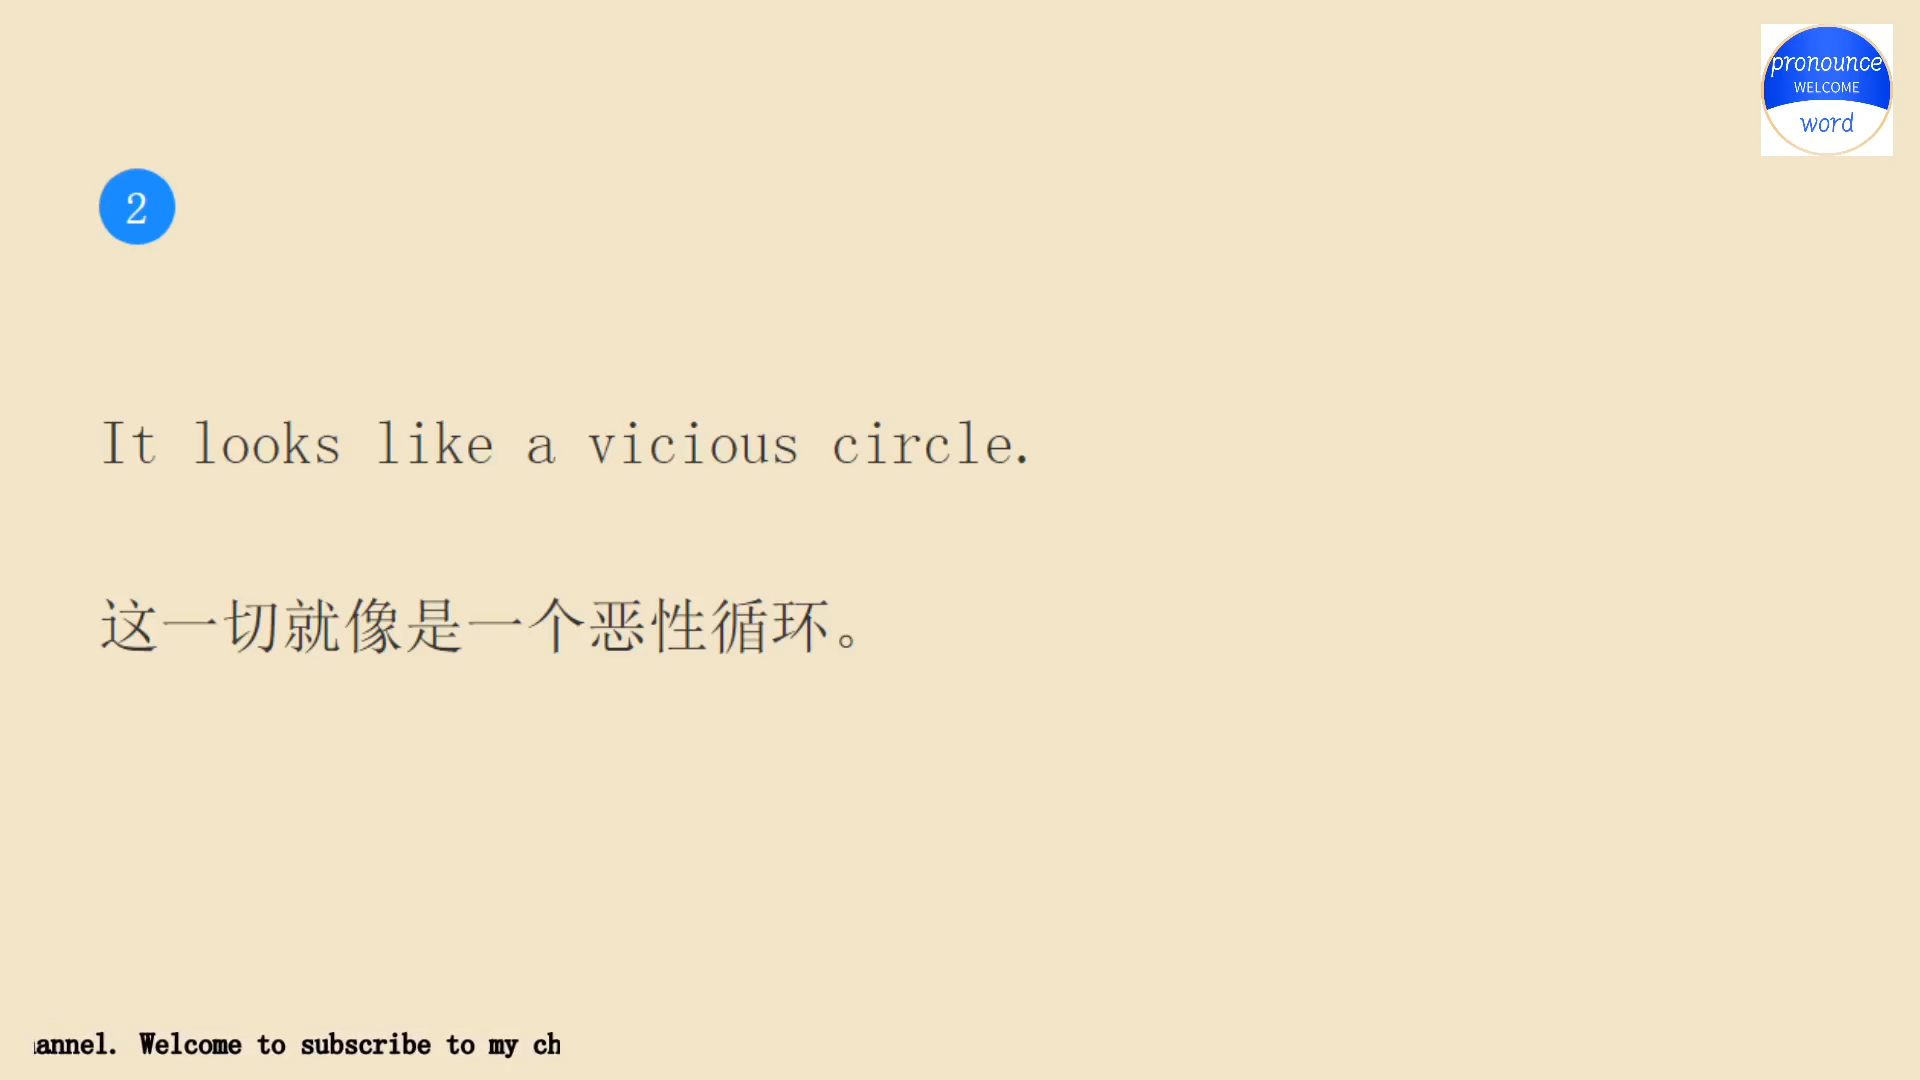 pronounce
WELCOME
word
2
It looks like a vicious circle.
这一切就像是一个恶性循环。
annel. Welcome to subscribe to my ch